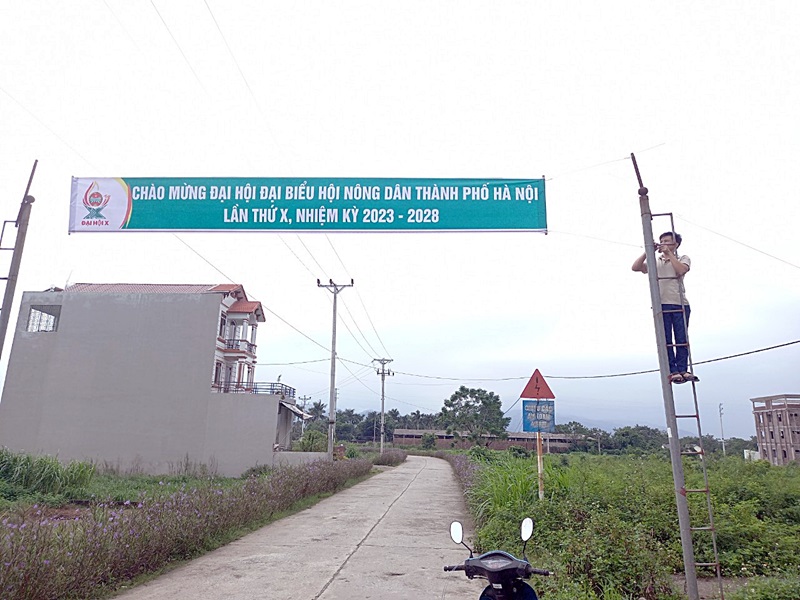 CHÀO MỪNG ĐẠI HỘI ĐẠI BIỂU HỘI NÔNG DÂN THÀNH PHỐ HÀ NỘI
LẦN THỨ X, NHIỆM KỲ 2023 - 2028
ĐẠI HỘI X